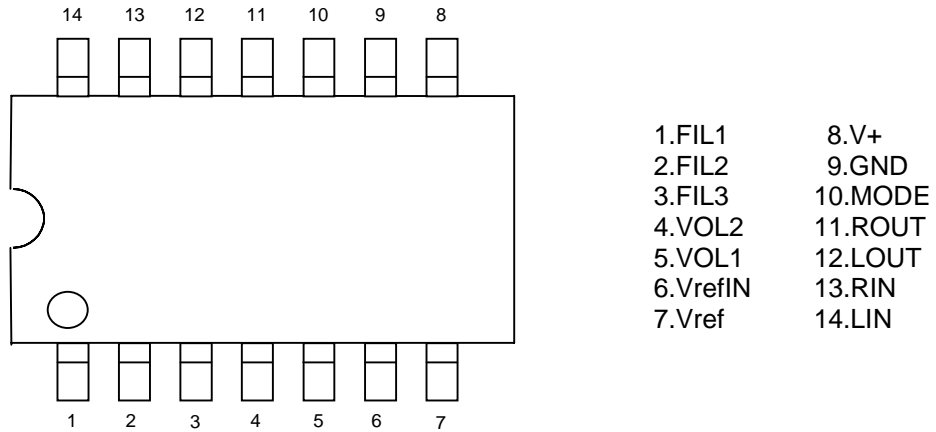 14 13 12 11 10 9 8
1.FIL1 8.V+
2.FIL2 9.GND
3.FIL3 10.MODE
4.VOL2 11.ROUT
5.VOL1 12.LOUT
6.VrefIN 13.RIN
7.Vref 14.LIN
1 2 3 4 5 6 7